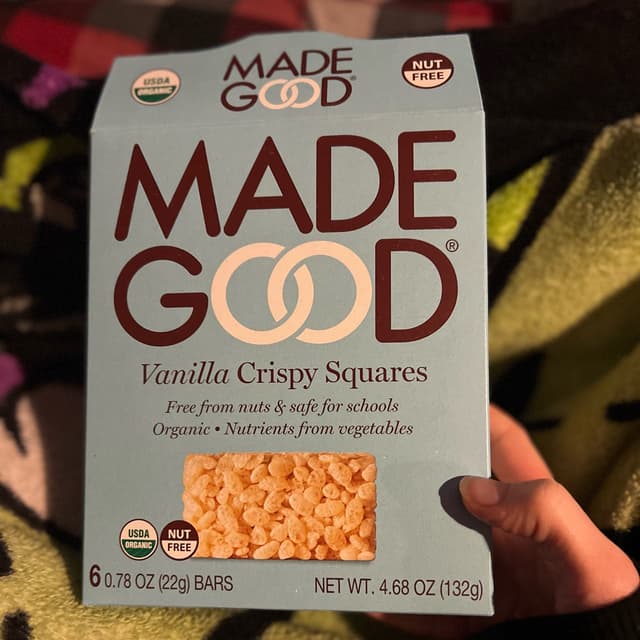 USDA
ORGANIC
MADE
GOOD®
NUT
FREE
MADE
GOOD®
Vanilla Crispy Squares
Free from nuts & safe for schools
Organic • Nutrients from vegetables
USDA
ORGANIC
NUT
FREE
6 0.78 OZ (22g) BARS
NET WT. 4.68 OZ (132g)